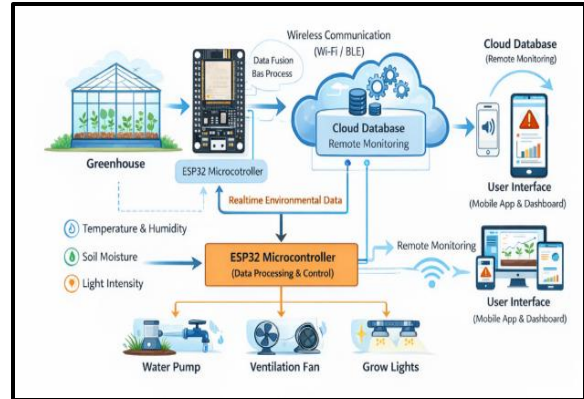 Wireless Communication
(Wi-Fi / BLE)
Data Fusion
Bas Process
Cloud Database
(Remote Monitoring)
Cloud Database
Remote Monitoring
Greenhouse
ESP32 Microcotroller
User Interface
(Mobile App & Dashboard)
Realtime Environmental Data
Temperature & Humidity
Soil Moisture
Light Intensity
ESP32 Microcontroller
(Data Processing & Control)
Remote Monitoring
User Interface
(Mobile App & Dashboard)
Water Pump
Ventilation Fan
Grow Lights